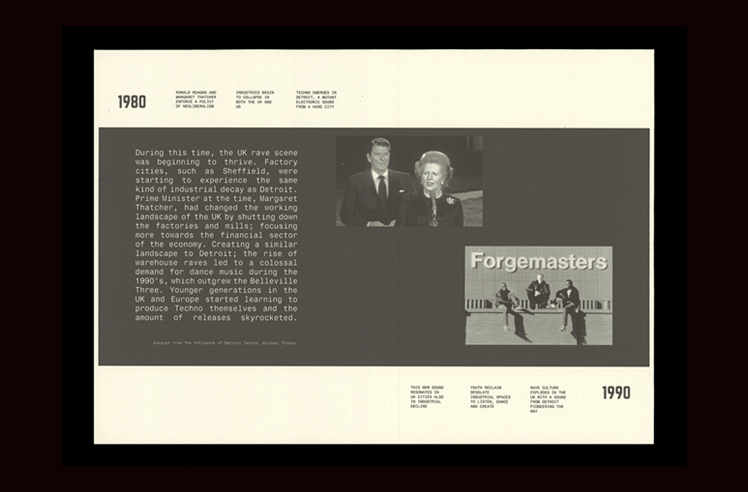 1980
RONALD REAGAN AND
MARGARET THATCHER
ENFORCE A POLICY
OF NEOLIBERALISM
INDUSTRIES BEGIN
TO COLLAPSE IN
BOTH THE UK AND
US
TECHNO EMERGES IN
DETROIT, A MUTANT
ELECTRONIC SOUND
FROM A HARD CITY
During this time, the UK rave scene
was beginning to thrive. Factory
cities, such as Sheffield, were
starting to experience the same
kind of industrial decay as Detroit.
Prime Minister at the time, Margaret
Thatcher, had changed the working
landscape of the UK by shutting down
the factories and mills; focusing
more towards the financial sector
of the economy. Creating a similar
landscape to Detroit; the rise of
warehouse raves led to a colossal
demand for dance music during the
1990's, which outgrew the Belleville
Three. Younger generations in the
UK and Europe started learning to
produce Techno themselves and the
amount of releases skyrocketed.
Excerpt from The Influence of Detroit Techno, Michael Thomas
Forgemasters
THIS NEW SOUND
RESONATES IN
UK CITIES ALSO
IN INDUSTRIAL
DECLINE
YOUTH RECLAIM
DESOLATE
INDUSTRIAL SPACES
TO LISTEN, DANCE
AND CREATE
RAVE CULTURE
EXPLODES IN THE
UK WITH A SOUND
FROM DETROIT
PIONEERING THE
WAY
1990